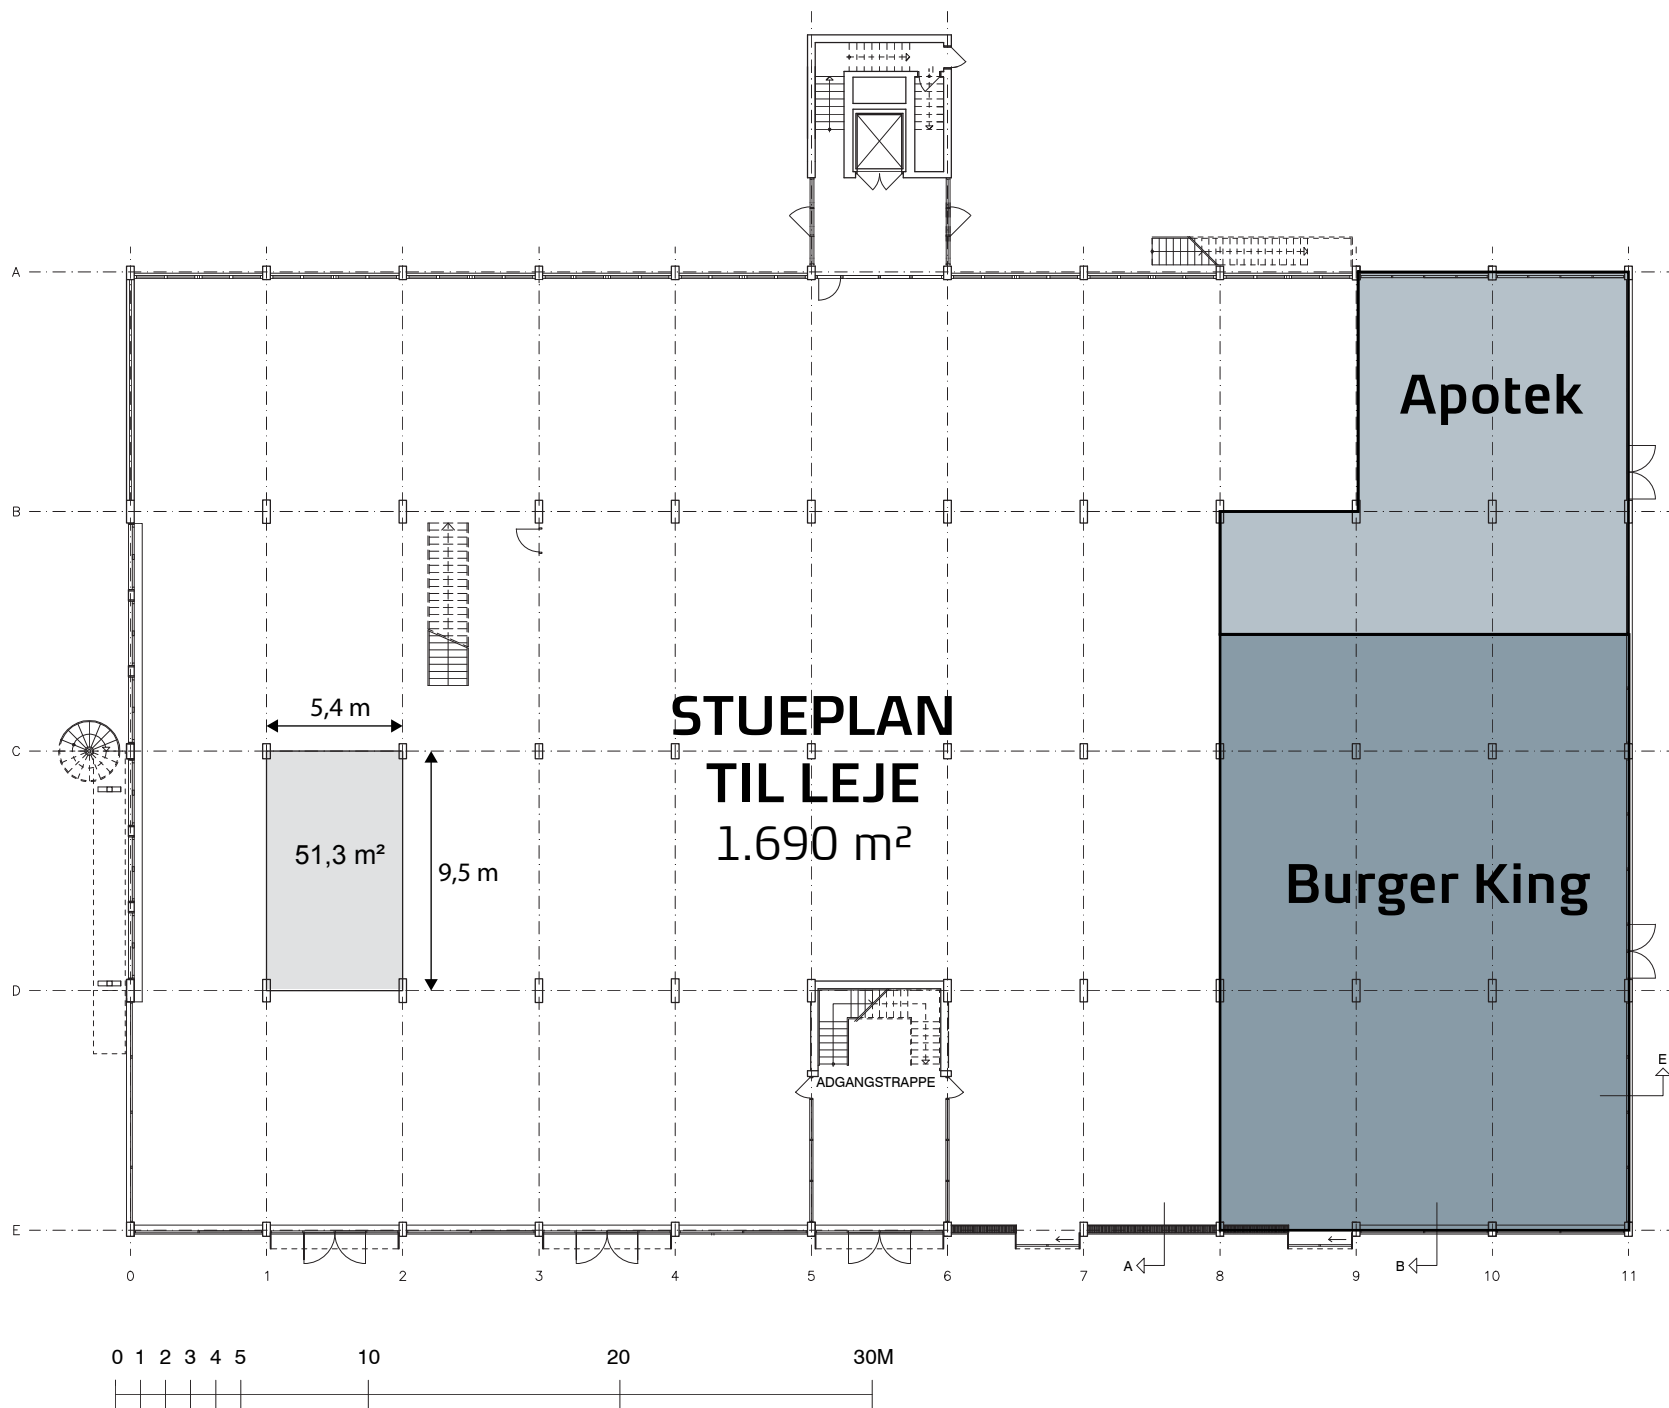 A
Apotek
B
5,4 m
STUEPLAN
C
TIL LEJE
51,3 m²
1.690 m²
9,5 m
Burger King
D
E
ADGANGSTRAPPE
E
A
B
0 1 2 3 4 5 6 7 8 9 10 11
0 1 2 3 4 5 10 20 30M